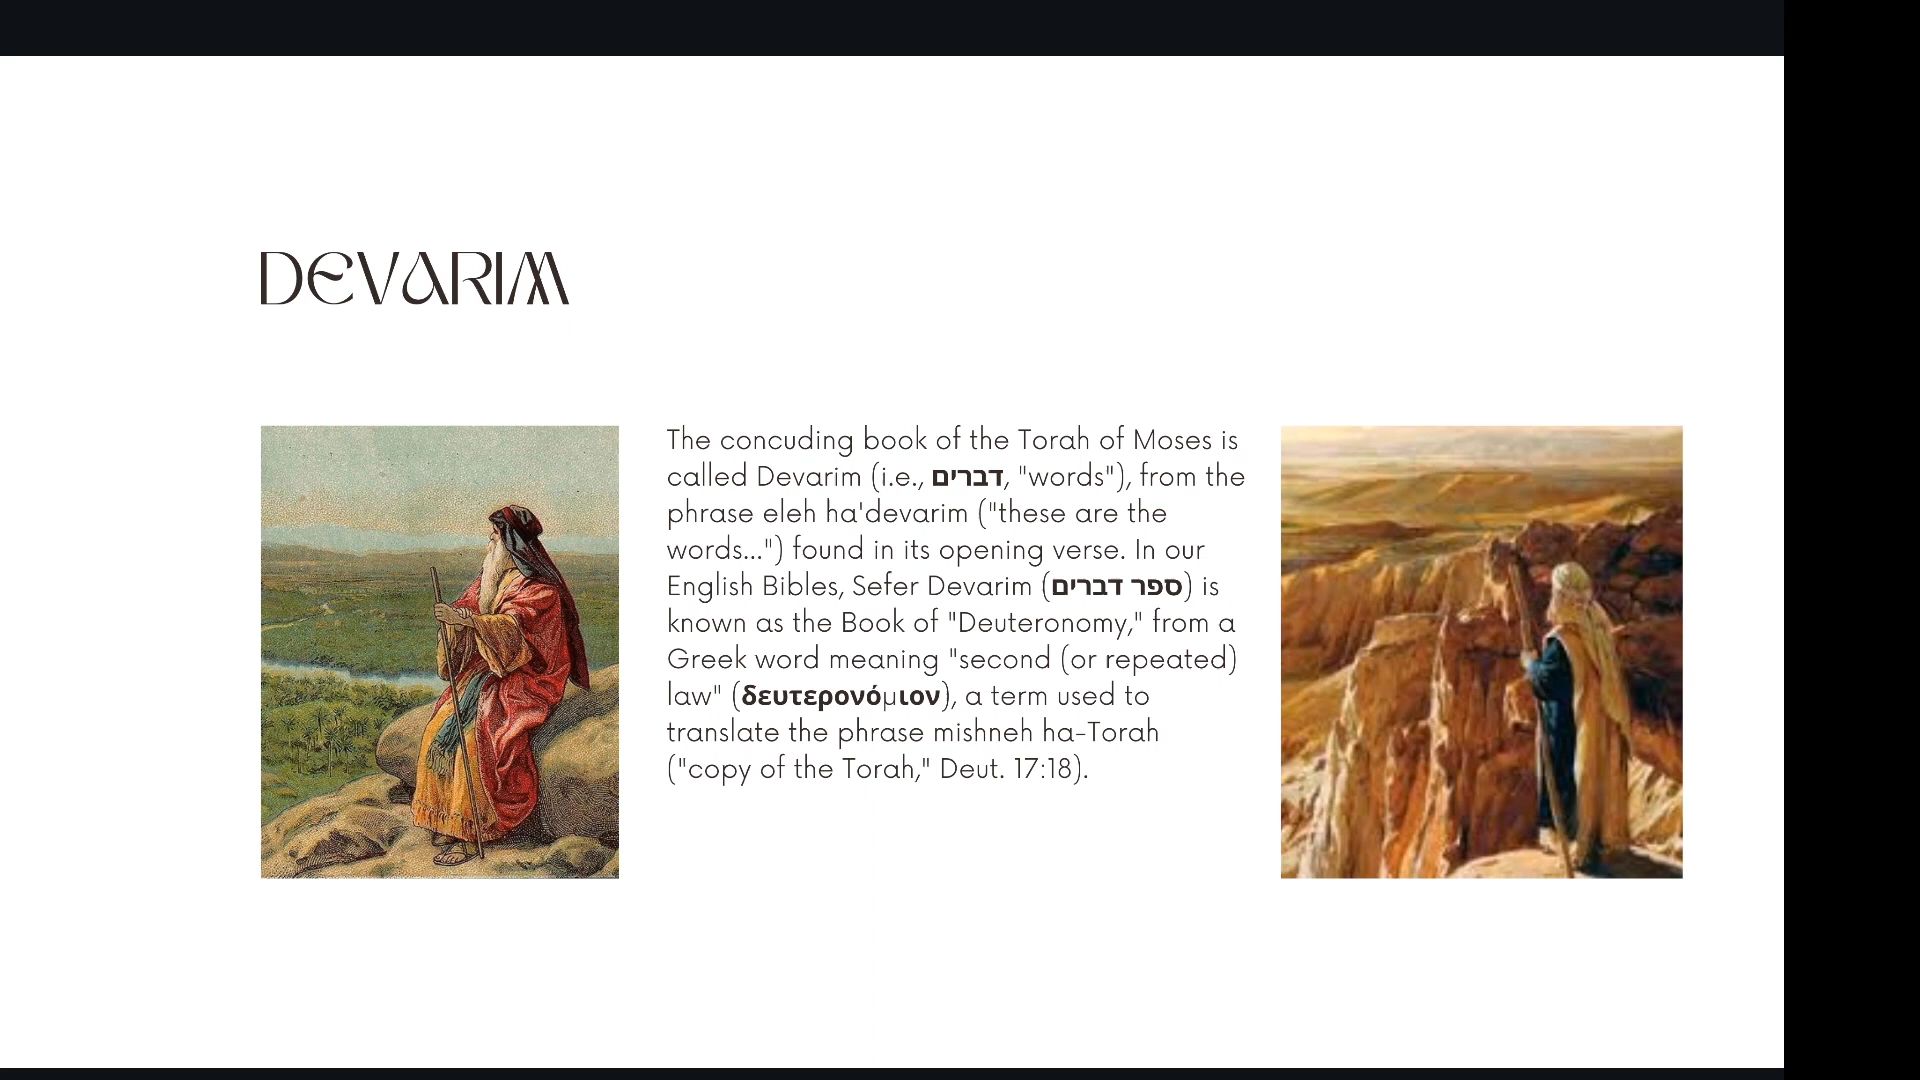 DEVARIM
The concuding book of the Torah of Moses is
called Devarim (i.e., דברים, "words"), from the
phrase eleh ha'devarim ("these are the
words...") found in its opening verse. In our
English Bibles, Sefer Devarim (ספר דברים) is
known as the Book of "Deuteronomy," from a
Greek word meaning "second (or repeated)
law" (δευτερονόμιον), a term used to
translate the phrase mishneh ha-Torah
("copy of the Torah," Deut. 17:18).